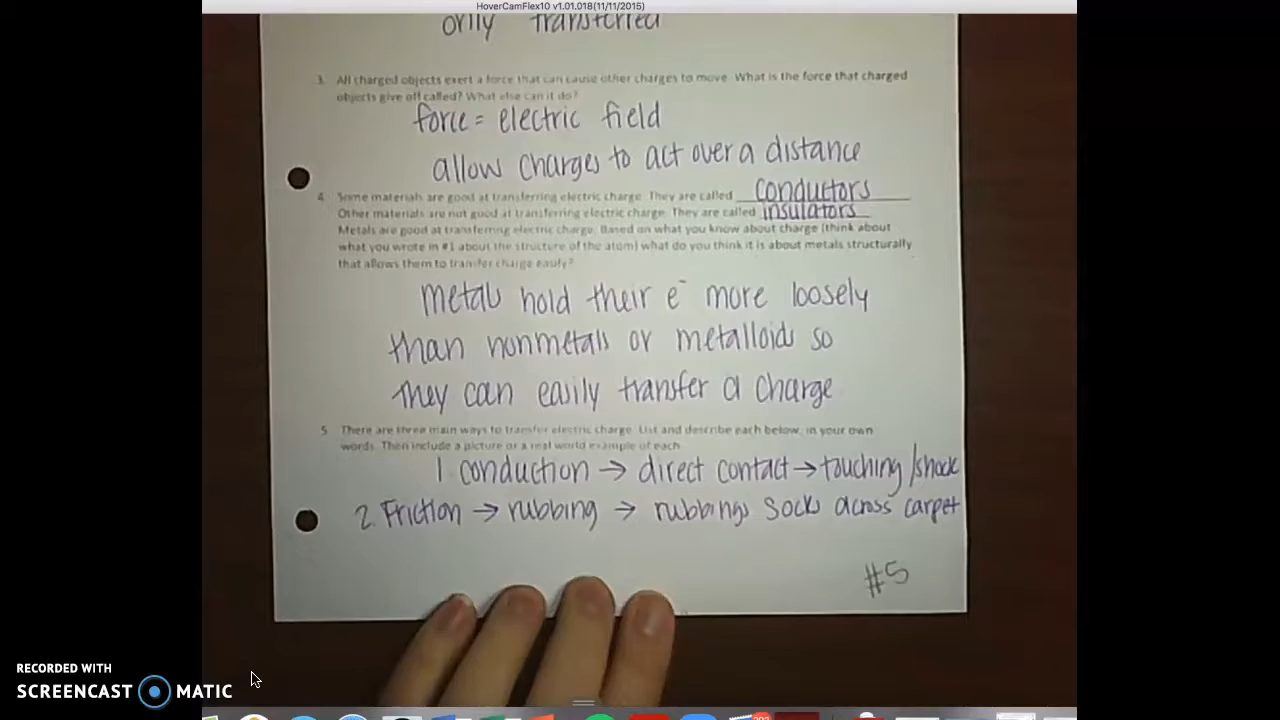 HoverCamFlex10 v1.01.018(11/11/2015)
only transferred
3. All charged objects exert a force that can cause other charges to move. What is the force that charged
objects give off called? What else can it do?
force = electric field
allow charges to act over a distance
4. Some materials are good at transferring electric charge. They are called conductors
Other materials are not good at transferring electric charge. They are called insulators
Metals are good at transferring electric charge. Based on what you know about charge (think about
what you wrote in #1 about the structure of the atom) what do you think it is about metals structurally
that allows them to transfer charge easily?
metals hold their e⁻ more loosely
than nonmetals or metalloids so
they can easily transfer a charge
5. There are three main ways to transfer electric charge. List and describe each below, in your own
words. Then include a picture or a real world example of each.
1. conduction → direct contact → touching/shock
2. Friction → rubbing → rubbings socks across carpet
#5
RECORDED WITH
SCREENCAST MATIC